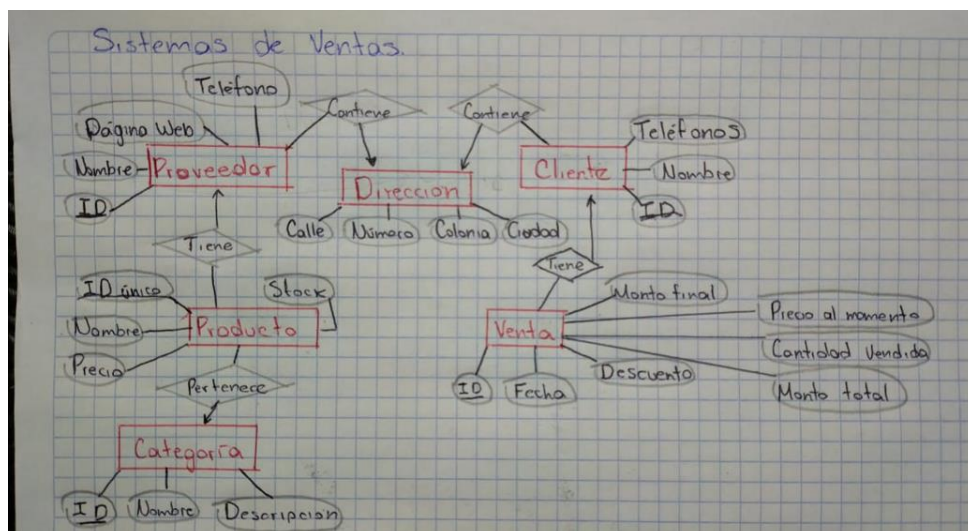 Sistemas de Ventas.
Teléfono
Contiene
Contiene
Página Web
Teléfonos
Nombre
Proveedor
Cliente
Nombre
Dirección
ID
ID
Calle
Número
Colonia
Ciudad
Tiene
Tiene
ID único
Stock
Monto final
Nombre
Producto
Venta
Precio al momento
Cantidad vendida
Precio
Pertenece
Descuento
ID
Fecha
Monto total
Categoría
ID
Nombre
Descripcion